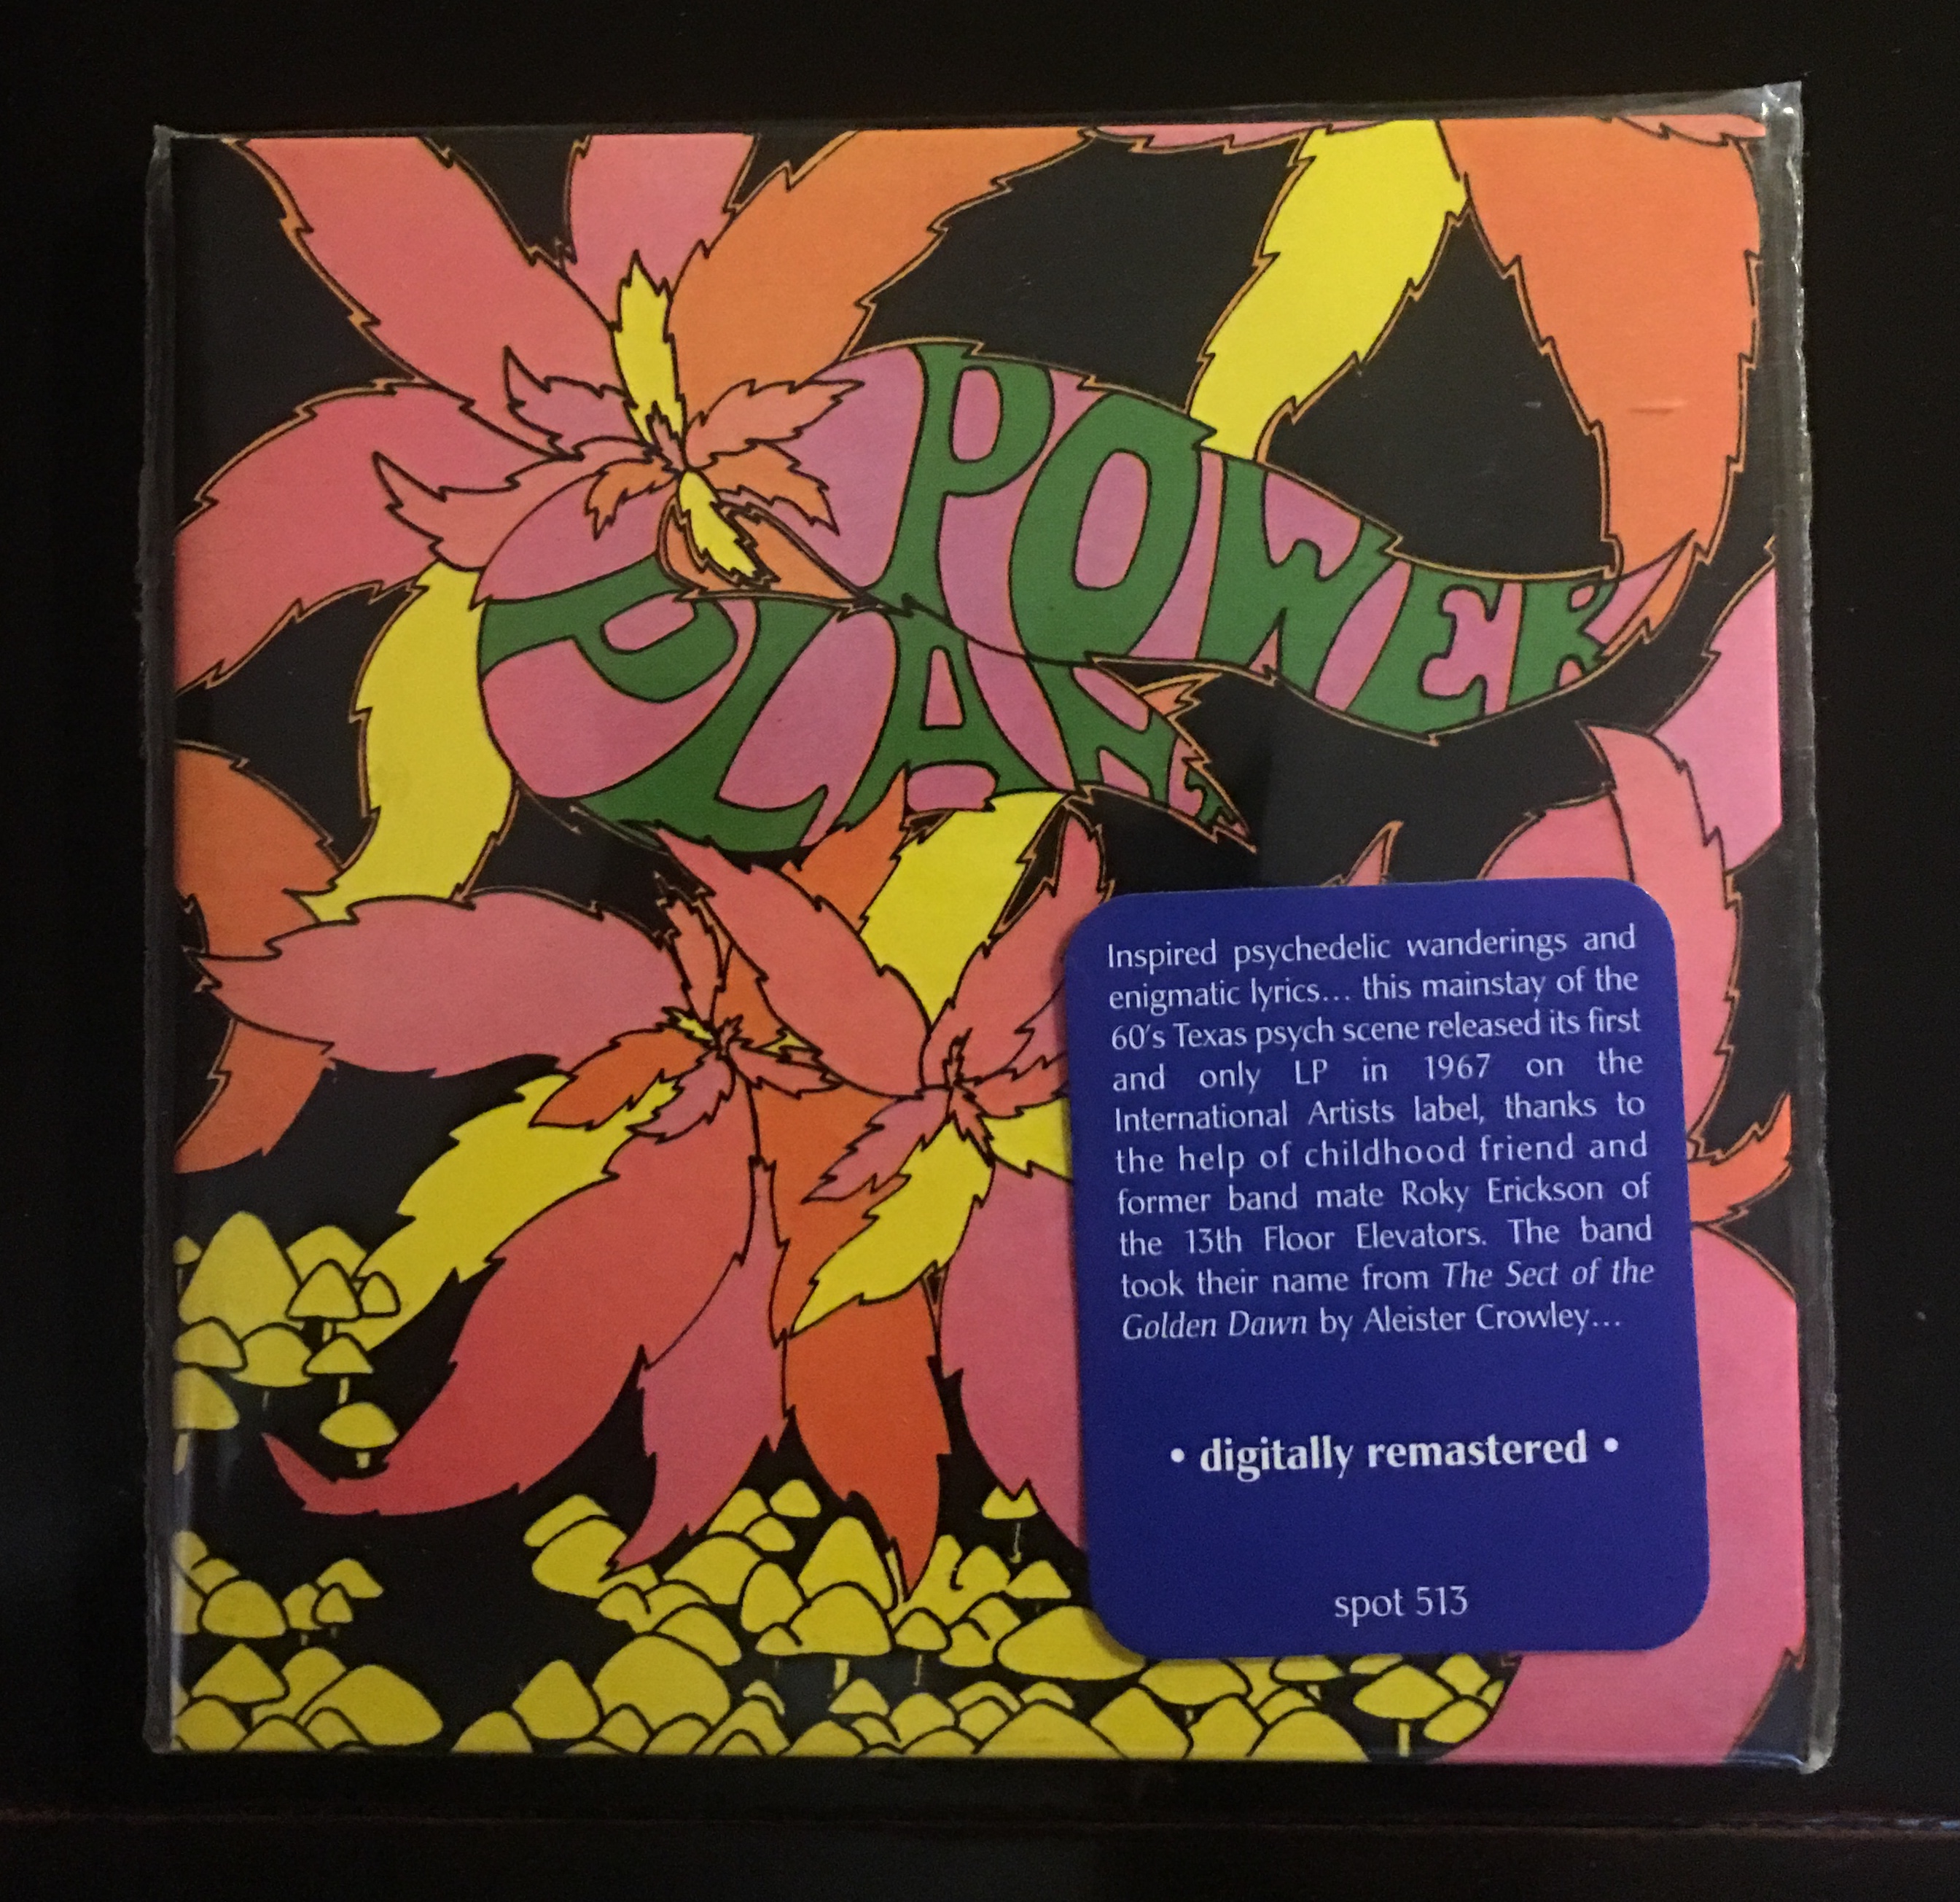 POWER
PLANT
Inspired psychedelic wanderings and
enigmatic lyrics... this mainstay of the
60's Texas psych scene released its first
and only LP in 1967 on the
International Artists label, thanks to
the help of childhood friend and
former band mate Roky Erickson of
the 13th Floor Elevators. The band
took their name from The Sect of the
Golden Dawn by Aleister Crowley...
• digitally remastered •
spot 513